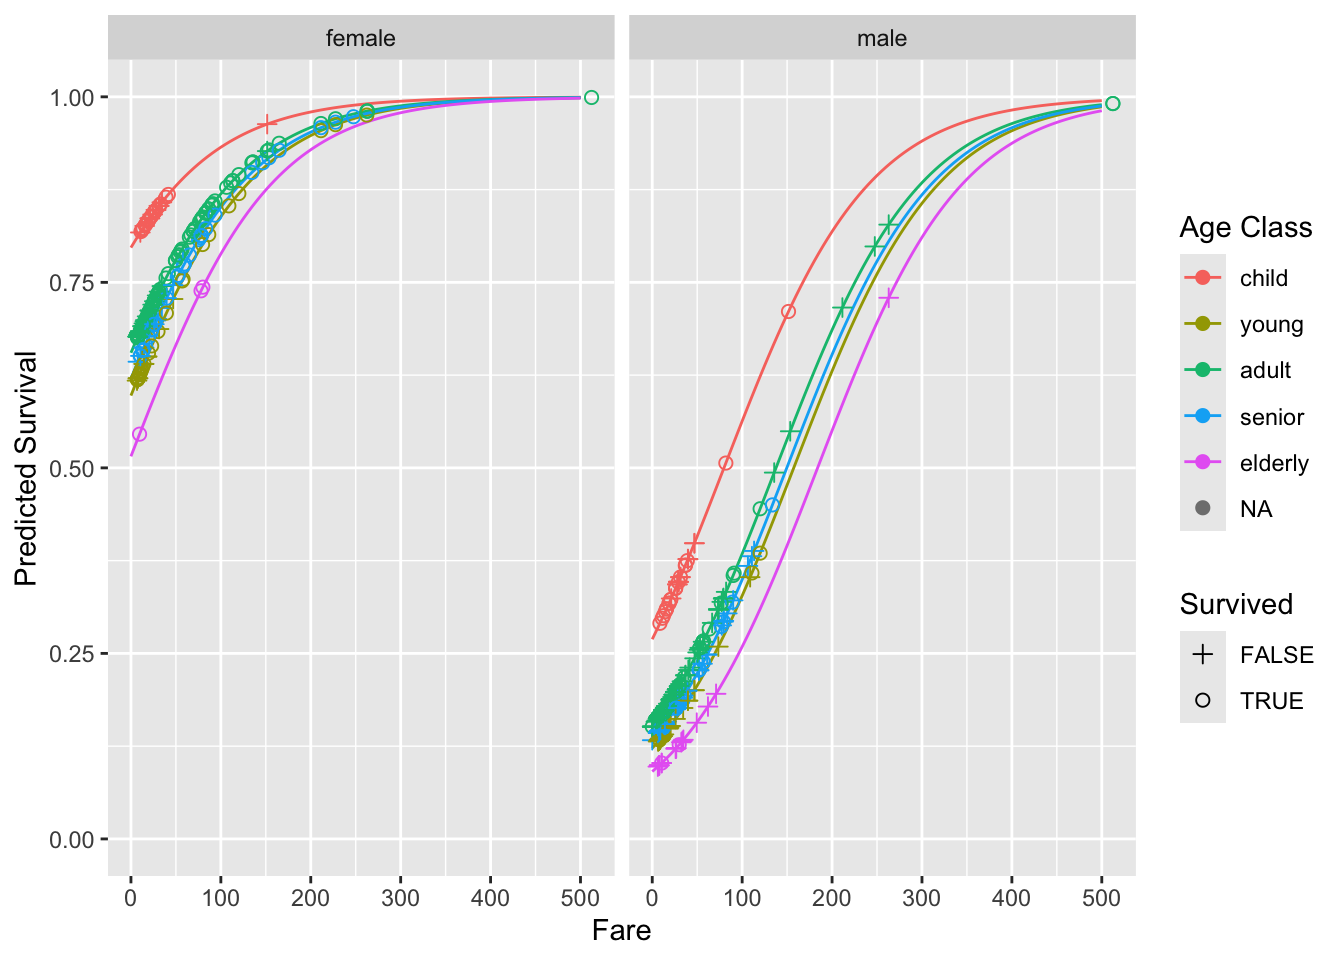 female
male
1.00
0.75
0.50
0.25
0.00
Predicted Survival
0 100 200 300 400 500
0 100 200 300 400 500
Fare
Age Class
child
young
adult
senior
elderly
NA
Survived
FALSE
TRUE